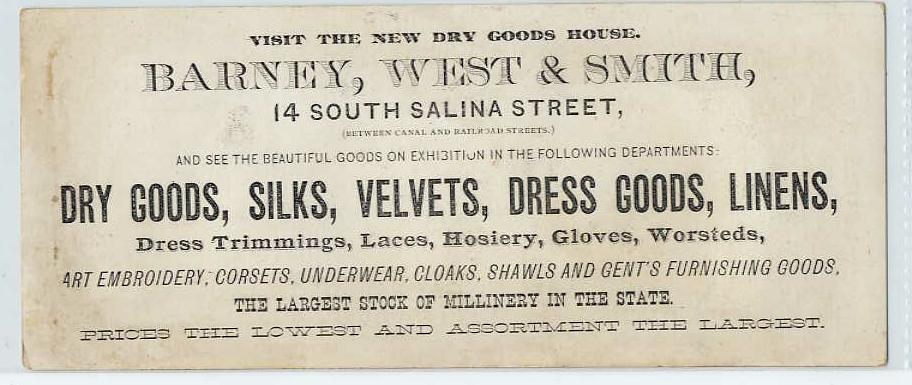 VISIT THE NEW DRY GOODS HOUSE.
BARNEY, WEST & SMITH,
14 SOUTH SALINA STREET,
(BETWEEN CANAL AND RAILROAD STREETS.)
AND SEE THE BEAUTIFUL GOODS ON EXHIBITION IN THE FOLLOWING DEPARTMENTS:
DRY GOODS, SILKS, VELVETS, DRESS GOODS, LINENS,
Dress Trimmings, Laces, Hosiery, Gloves, Worsteds,
ART EMBROIDERY, CORSETS, UNDERWEAR, CLOAKS, SHAWLS AND GENT'S FURNISHING GOODS,
THE LARGEST STOCK OF MILLINERY IN THE STATE.
PRICES THE LOWEST AND ASSORTMENT THE LARGEST.